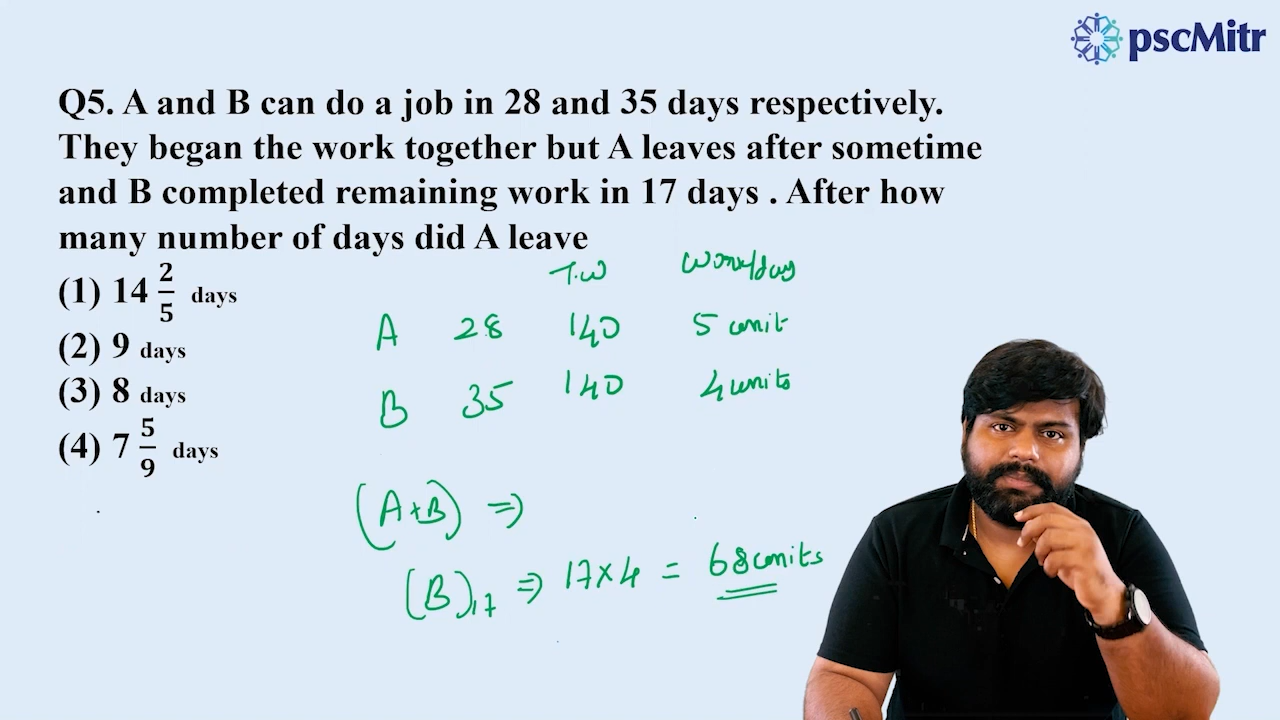 pscMitr
Q5. A and B can do a job in 28 and 35 days respectively.
They began the work together but A leaves after sometime
and B completed remaining work in 17 days . After how
many number of days did A leave
(1) 14 2/5 days
(2) 9 days
(3) 8 days
(4) 7 5/9 days
T.W work/day
A 28 140 5 unit
B 35 140 4 units
(A+B) ⇒
(B)17 ⇒ 17×4 = 68 units